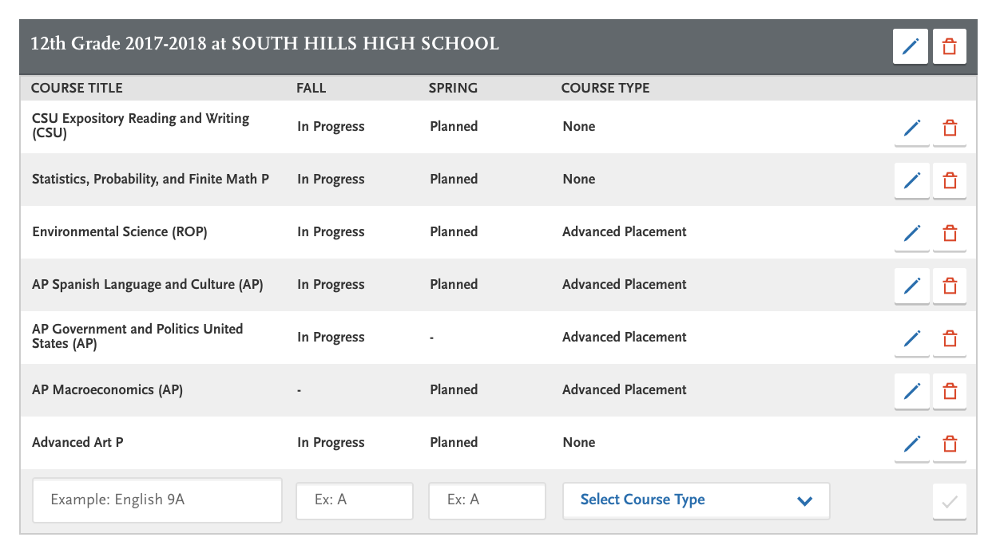 12th Grade 2017-2018 at SOUTH HILLS HIGH SCHOOL
COURSE TITLE FALL SPRING COURSE TYPE
CSU Expository Reading and Writing
(CSU) In Progress Planned None
Statistics, Probability, and Finite Math P In Progress Planned None
Environmental Science (ROP) In Progress Planned Advanced Placement
AP Spanish Language and Culture (AP) In Progress Planned Advanced Placement
AP Government and Politics United
States (AP) In Progress - Advanced Placement
AP Macroeconomics (AP) - Planned Advanced Placement
Advanced Art P In Progress Planned None
Example: English 9A Ex: A Ex: A Select Course Type